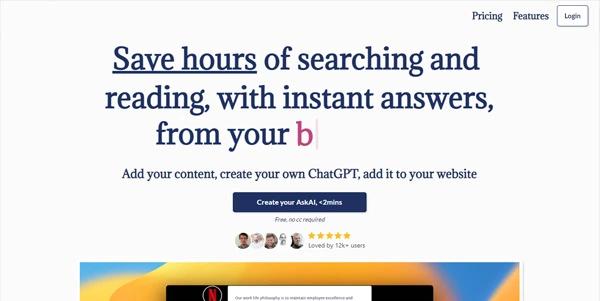 Pricing Features Login
Save hours of searching and
reading, with instant answers,
from your b
Add your content, create your own ChatGPT, add it to your website
Create your AskAI, <2mins
Free, no cc required
Loved by 12k+ users
N
Our work life philosophy is to maintain employee excellence and